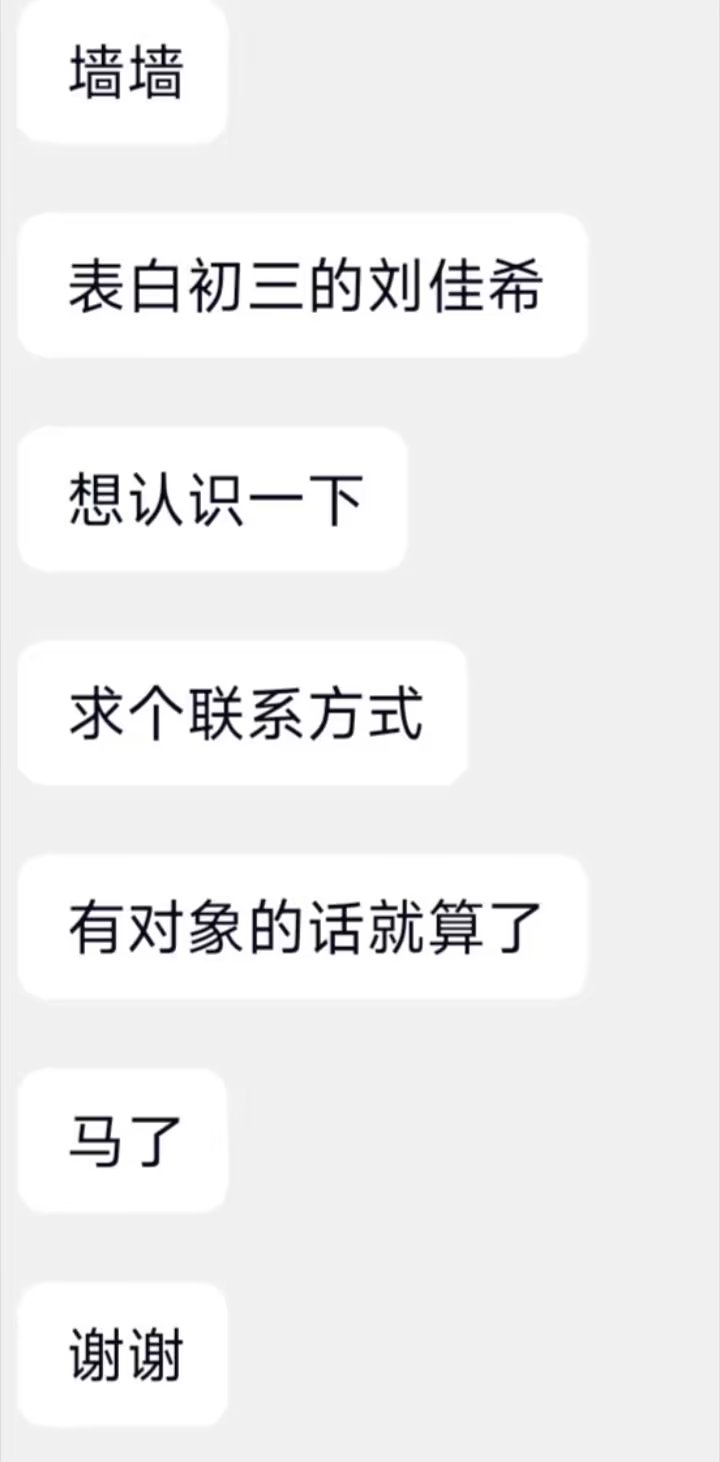 墙墙
表白初三的刘佳希
想认识一下
求个联系方式
有对象的话就算了
马了
谢谢